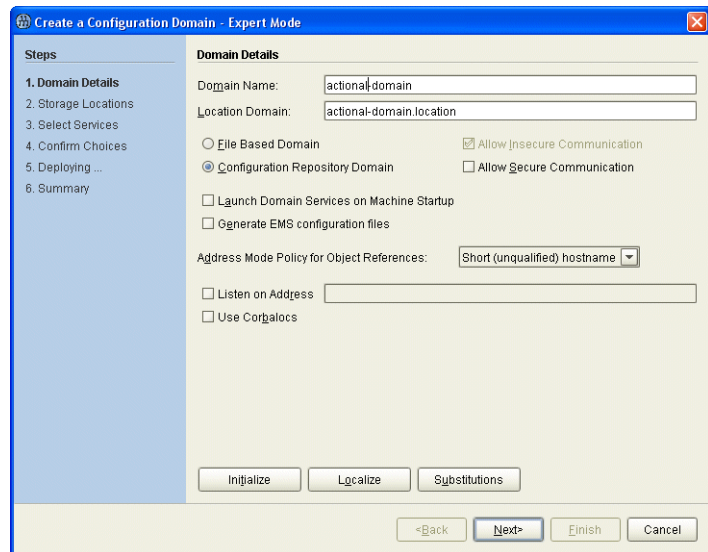 Create a Configuration Domain - Expert Mode
Steps
1. Domain Details
2. Storage Locations
3. Select Services
4. Confirm Choices
5. Deploying ...
6. Summary
Domain Details
Domain Name: actional-domain
Location Domain: actional-domain.location
File Based Domain Allow Insecure Communication
Configuration Repository Domain Allow Secure Communication
Launch Domain Services on Machine Startup
Generate EMS configuration files
Address Mode Policy for Object References: Short (unqualified) hostname
Listen on Address
Use Corbalocs
Initialize Localize Substitutions
<Back Next> Finish Cancel